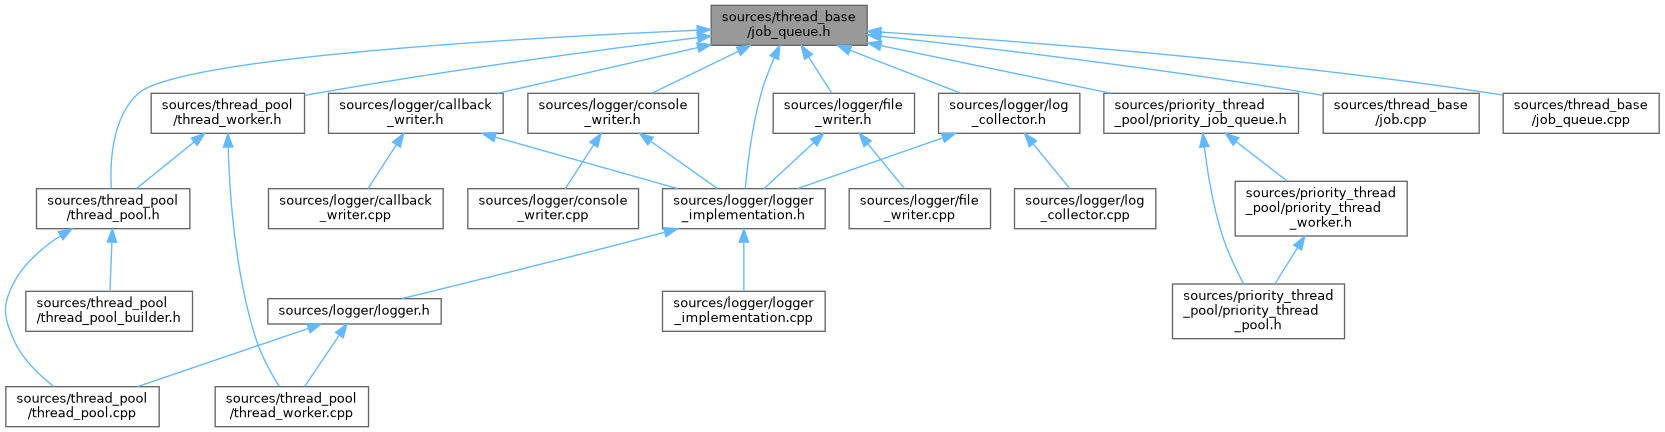 sources/thread_base
/job_queue.h
sources/thread_pool
/thread_worker.h
sources/logger/callback
_writer.h
sources/logger/console
_writer.h
sources/logger/file
_writer.h
sources/logger/log
_collector.h
sources/priority_thread
_pool/priority_job_queue.h
sources/thread_base
/job.cpp
sources/thread_base
/job_queue.cpp
sources/thread_pool
/thread_pool.h
sources/logger/callback
_writer.cpp
sources/logger/console
_writer.cpp
sources/logger/logger
_implementation.h
sources/logger/file
_writer.cpp
sources/logger/log
_collector.cpp
sources/priority_thread
_pool/priority_thread
_worker.h
sources/thread_pool
/thread_pool_builder.h
sources/logger/logger.h
sources/logger/logger
_implementation.cpp
sources/priority_thread
_pool/priority_thread
_pool.h
sources/thread_pool
/thread_pool.cpp
sources/thread_pool
/thread_worker.cpp